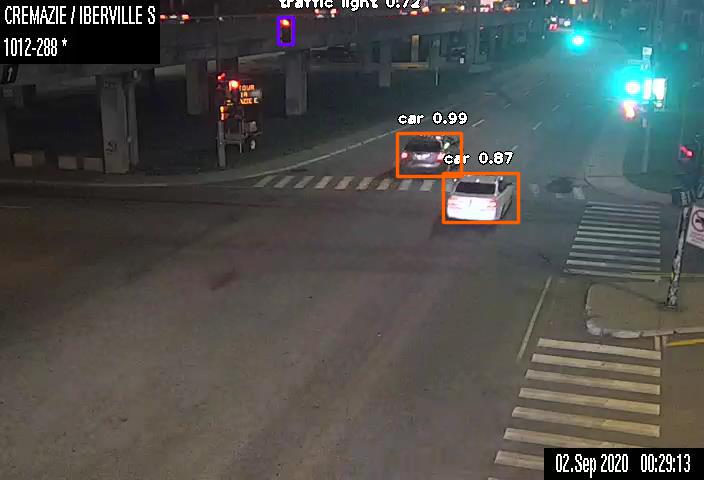 traffic light 0.72
CREMAZIE / IBERVILLE S
1012-288 *
car 0.99
car 0.87
02.Sep 2020 00:29:13